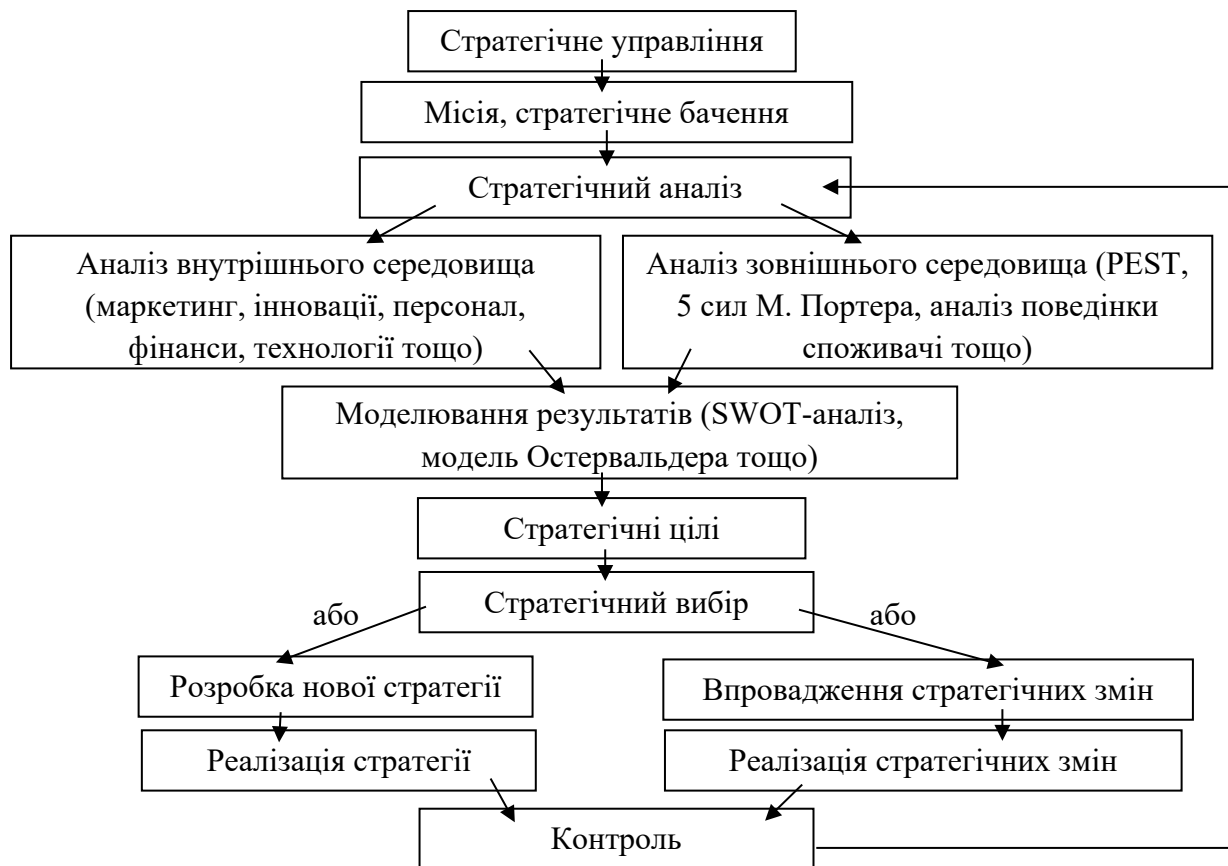 Стратегічне управління
Місія, стратегічне бачення
Стратегічний аналіз
Аналіз внутрішнього середовища
(маркетинг, інновації, персонал,
фінанси, технології тощо)
Аналіз зовнішнього середовища (PEST,
5 сил М. Портера, аналіз поведінки
споживачі тощо)
Моделювання результатів (SWOT-аналіз,
модель Остервальдера тощо)
Стратегічні цілі
Стратегічний вибір
або
або
Розробка нової стратегії
Впровадження стратегічних змін
Реалізація стратегії
Реалізація стратегічних змін
Контроль